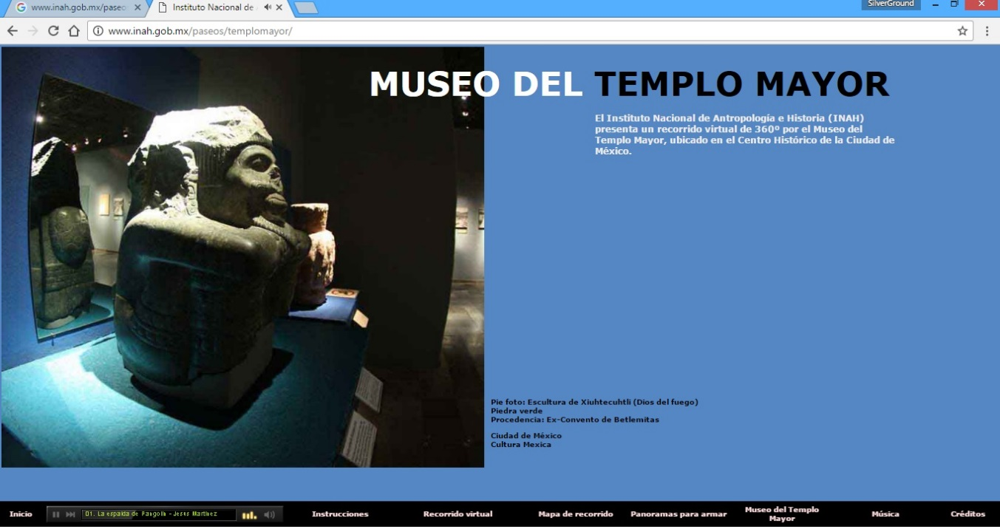 www.inah.gob.mx/paseo
Instituto Nacional de
SilverGround
www.inah.gob.mx/paseos/templomayor/
MUSEO DEL TEMPLO MAYOR
El Instituto Nacional de Antropología e Historia (INAH)
presenta un recorrido virtual de 360º por el Museo del
Templo Mayor, ubicado en el Centro Histórico de la Ciudad de
México.
Pie foto: Escultura de Xiuhtecuhtli (Dios del fuego)
Piedra verde
Procedencia: Ex-Convento de Betlemitas
Ciudad de México
Cultura Mexica
Inicio
01. La espalda de Pangolin - Jesus Martinez
Instrucciones
Recorrido virtual
Mapa de recorrido
Panoramas para armar
Museo del Templo
Mayor
Música
Créditos